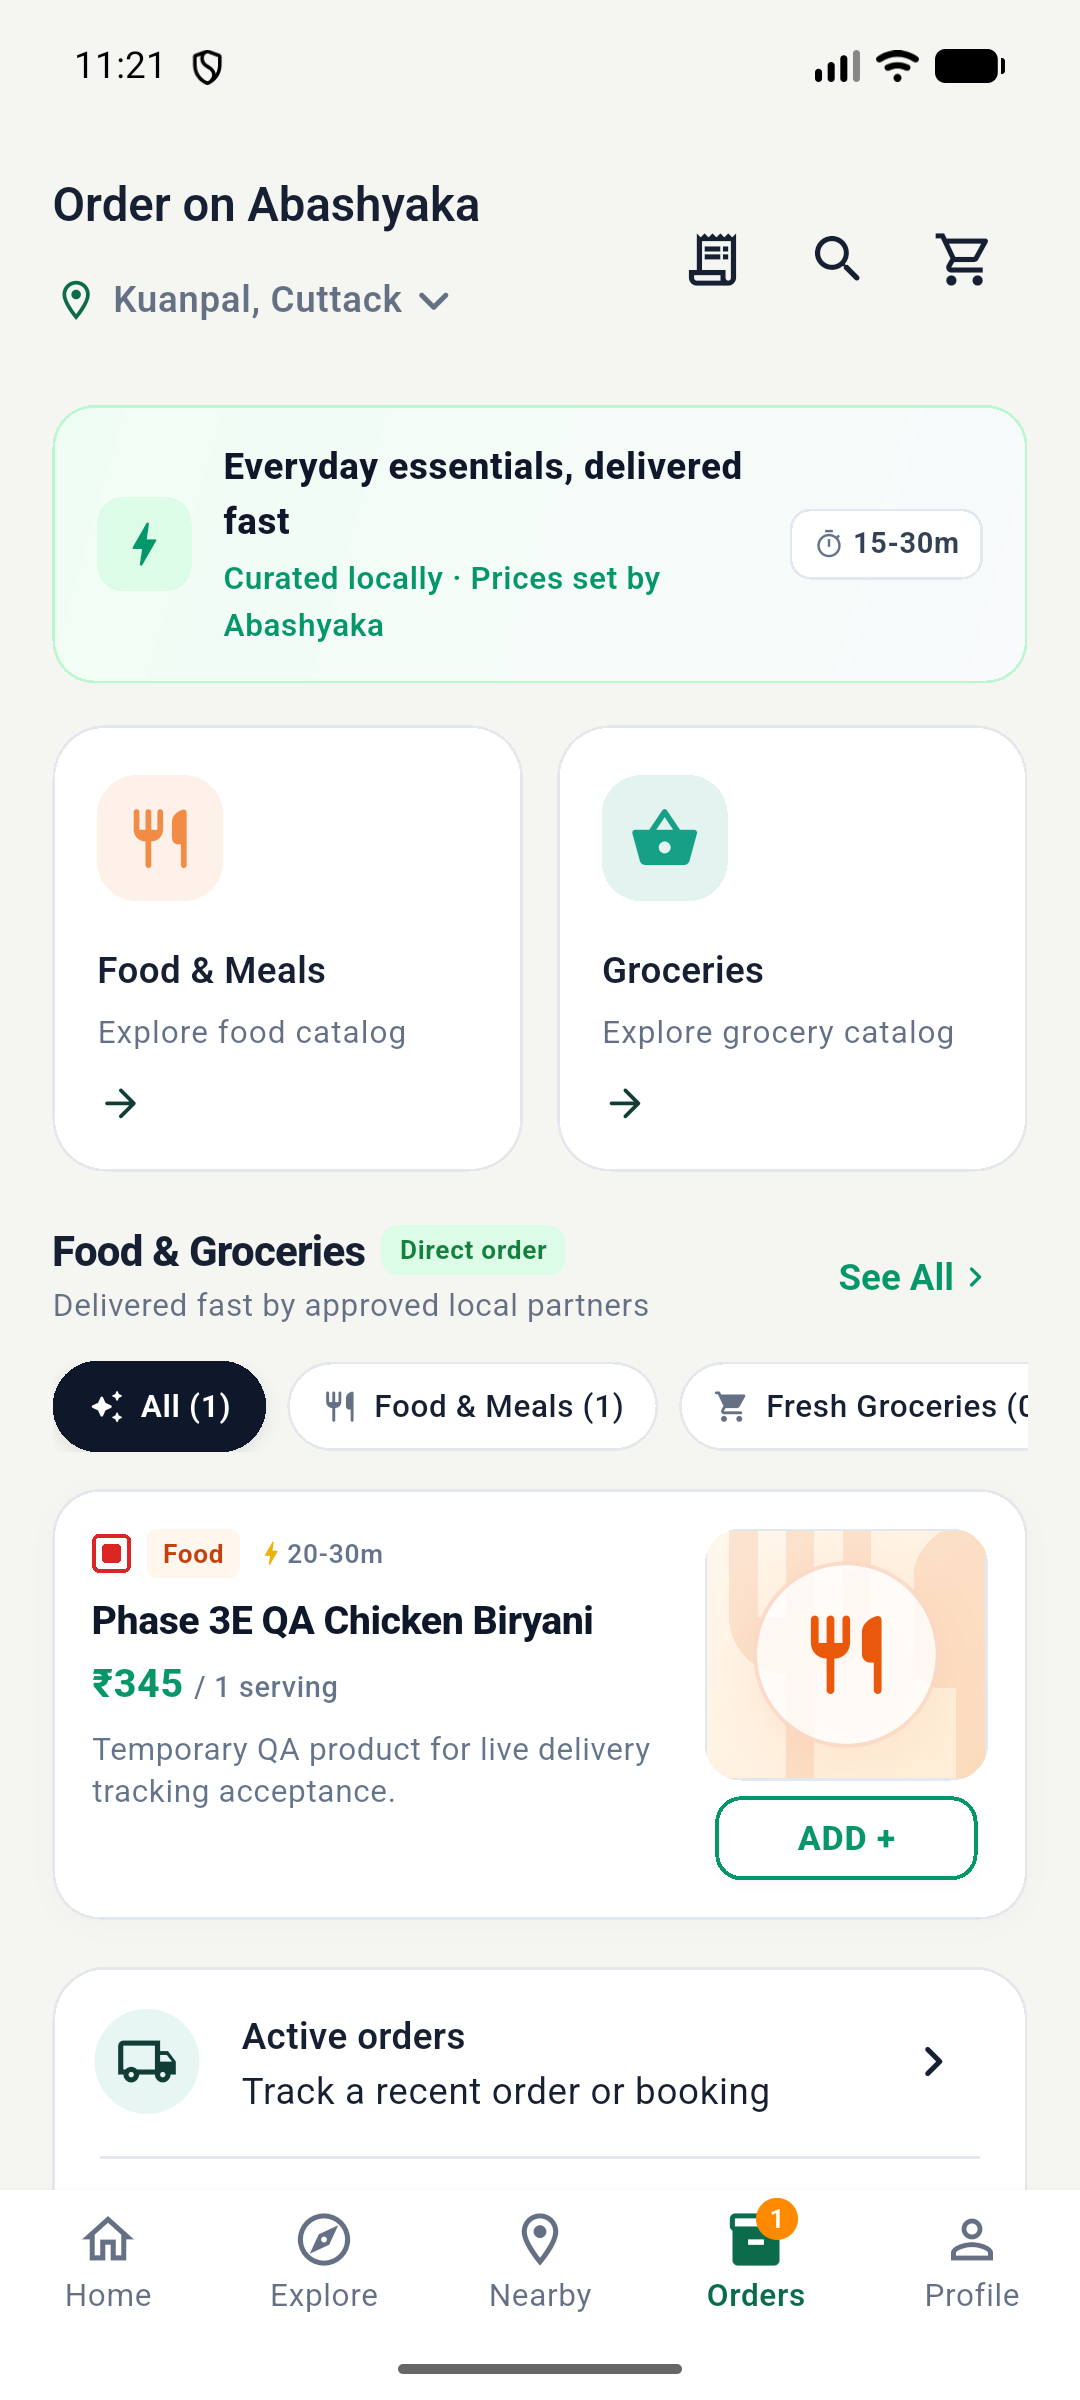 11:21
Order on Abashyaka
Kuanpal, Cuttack
Everyday essentials, delivered
fast
Curated locally · Prices set by
Abashyaka
15-30m
Food & Meals
Explore food catalog
Groceries
Explore grocery catalog
Food & Groceries
Direct order
Delivered fast by approved local partners
See All
All (1)
Food & Meals (1)
Fresh Groceries (0
Food
20-30m
Phase 3E QA Chicken Biryani
₹345 / 1 serving
Temporary QA product for live delivery
tracking acceptance.
ADD +
Active orders
Track a recent order or booking
1
Home
Explore
Nearby
Orders
Profile